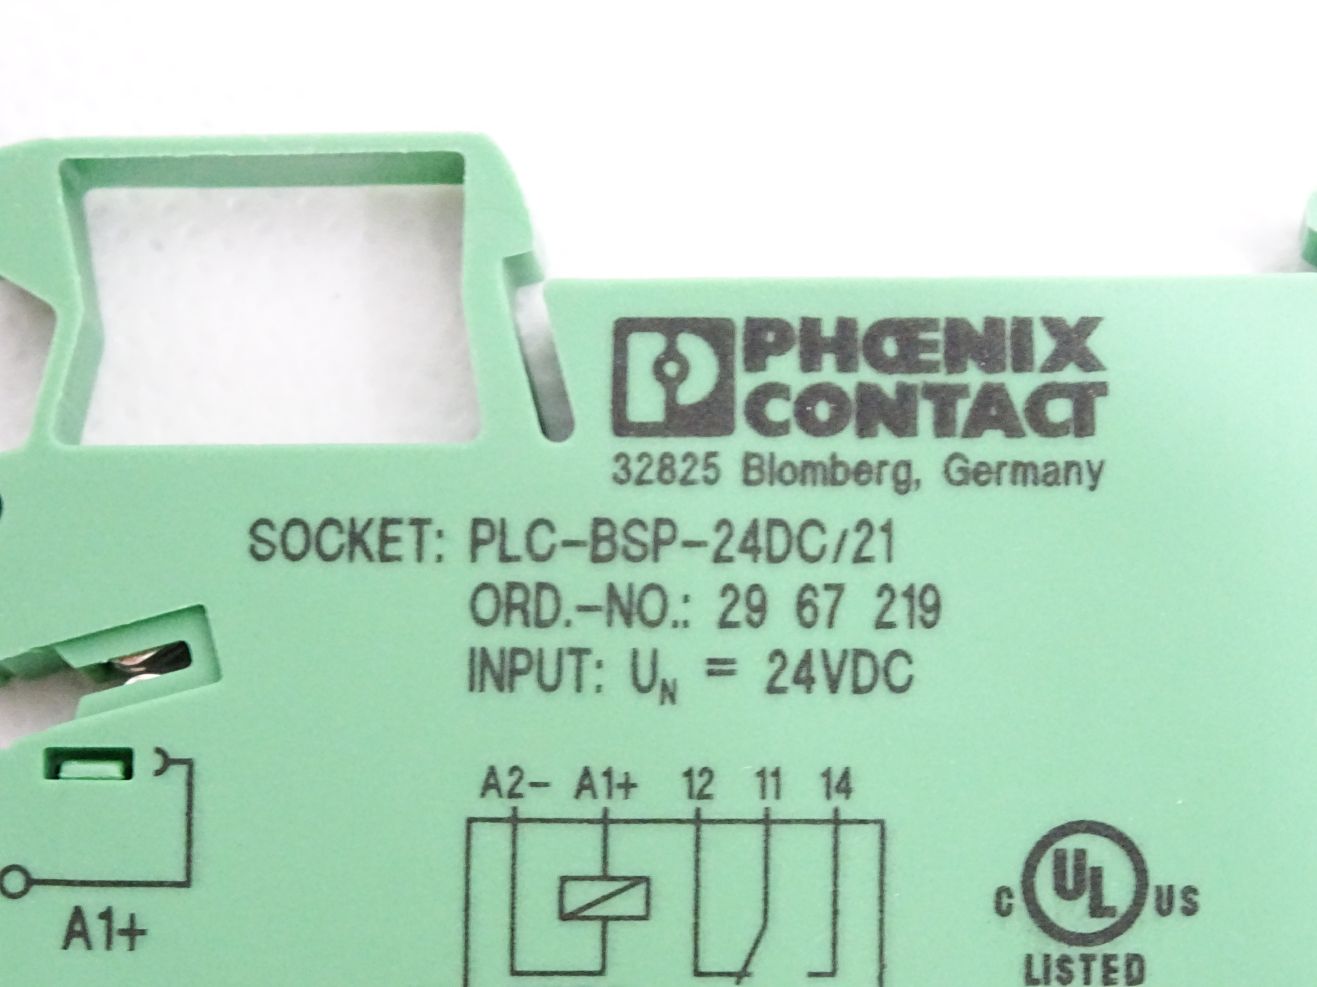 PHŒNIX
CONTACT
32825 Blomberg, Germany
SOCKET: PLC-BSP-24DC/21
ORD.-NO.: 29 67 219
INPUT: UN = 24VDC
A2- A1+ 12 11 14
A1+
C UL US
LISTED